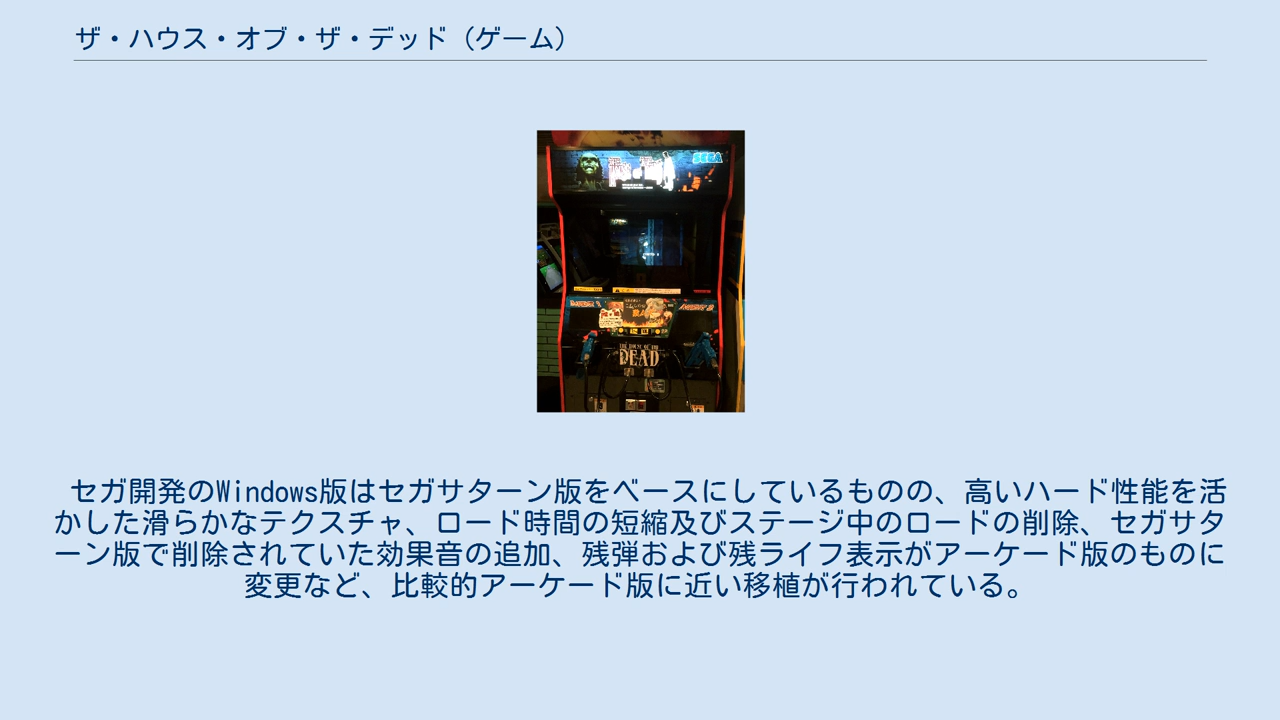 ザ・ハウス・オブ・ザ・デッド（ゲーム）
SEGA
THE HOUSE OF THE
DEAD
セガ開発のWindows版はセガサターン版をベースにしているものの、高いハード性能を活
かした滑らかなテクスチャ、ロード時間の短縮及びステージ中のロードの削除、セガサタ
ーン版で削除されていた効果音の追加、残弾および残ライフ表示がアーケード版のものに
変更など、比較的アーケード版に近い移植が行われている。